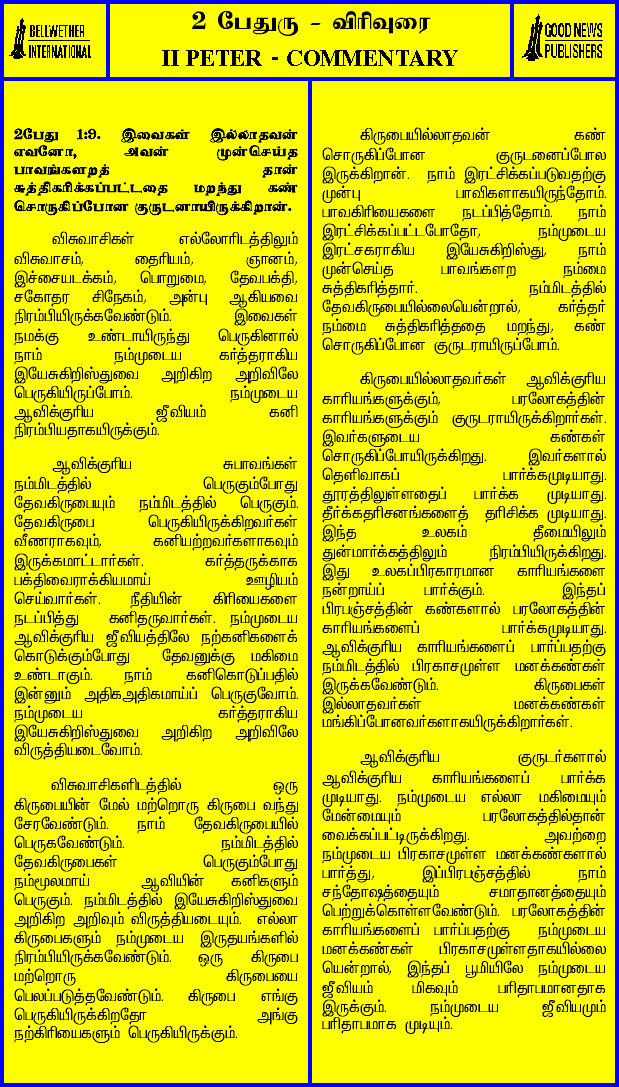 BELLWETHER
INTERNATIONAL
2 பேதுரு - விரிவுரை
II PETER - COMMENTARY
GOOD NEWS
PUBLISHERS
2பேது 1:9. இவைகள் இல்லாதவன்
எவனோ, அவன் முன்செய்த
பாவங்களறத் தான்
சுத்திகரிக்கப்பட்டதை மறந்து கண்
சொருகிப்போன குருடனாயிருக்கிறான்.
விசுவாசிகள் எல்லோரிடத்திலும்
விசுவாசம், தைரியம், ஞானம்,
இச்சையடக்கம், பொறுமை, தேவபக்தி,
சகோதர சிநேகம், அன்பு ஆகியவை
நிரம்பியிருக்கவேண்டும். இவைகள்
நமக்கு உண்டாயிருந்து பெருகினால்
நாம் நம்முடைய கர்த்தராகிய
இயேசுகிறிஸ்துவை அறிகிற அறிவிலே
பெருகியிருப்போம். நம்முடைய
ஆவிக்குரிய ஜீவியம் கனி
நிரம்பியதாகயிருக்கும்.
ஆவிக்குரிய சுபாவங்கள்
நம்மிடத்தில் பெருகும்போது
தேவகிருபையும் நம்மிடத்தில் பெருகும்.
தேவகிருபை பெருகியிருக்கிறவர்கள்
வீணராகவும், கனியற்றவர்களாகவும்
இருக்கமாட்டார்கள். கர்த்தருக்காக
பக்திவைராக்கியமாய் ஊழியம்
செய்வார்கள். நீதியின் கிரியைகளை
நடப்பித்து கனிதருவார்கள். நம்முடைய
ஆவிக்குரிய ஜீவியத்திலே நற்கனிகளைக்
கொடுக்கும்போது தேவனுக்கு மகிமை
உண்டாகும். நாம் கனிகொடுப்பதில்
இன்னும் அதிகஅதிகமாய்ப் பெருகுவோம்.
நம்முடைய கர்த்தராகிய
இயேசுகிறிஸ்துவை அறிகிற அறிவிலே
விருத்தியடைவோம்.
விசுவாசிகளிடத்தில் ஒரு
கிருபையின் மேல் மற்றொரு கிருபை வந்து
சேரவேண்டும். நாம் தேவகிருபையில்
பெருகவேண்டும். நம்மிடத்தில்
தேவகிருபைகள் பெருகும்போது
நம்மூலமாய் ஆவியின் கனிகளும்
பெருகும். நம்மிடத்தில் இயேசுகிறிஸ்துவை
அறிகிற அறிவும் விருத்தியடையும். எல்லா
கிருபைகளும் நம்முடைய இருதயங்களில்
நிரம்பியிருக்கவேண்டும். ஒரு கிருபை
மற்றொரு கிருபையை
பெலப்படுத்தவேண்டும். கிருபை எங்கு
பெருகியிருக்கிறதோ அங்கு
நற்கிரியைகளும் பெருகியிருக்கும்.
கிருபையில்லாதவன் கண்
சொருகிப்போன குருடனைப்போல
இருக்கிறான். நாம் இரட்சிக்கப்படுவதற்கு
முன்பு பாவிகளாகயிருந்தோம்.
பாவகிரியைகளை நடப்பித்தோம். நாம்
இரட்சிக்கப்பட்டபோதோ, நம்முடைய
இரட்சகராகிய இயேசுகிறிஸ்து, நாம்
முன்செய்த பாவங்களற நம்மை
சுத்திகரித்தார். நம்மிடத்தில்
தேவகிருபையில்லையென்றால், கர்த்தர்
நம்மை சுத்திகரித்ததை மறந்து, கண்
சொருகிப்போன குருடராயிருப்போம்.
கிருபையில்லாதவர்கள் ஆவிக்குரிய
காரியங்களுக்கும், பரலோகத்தின்
காரியங்களுக்கும் குருடராயிருக்கிறார்கள்.
இவர்களுடைய கண்கள்
சொருகிப்போயிருக்கிறது. இவர்களால்
தெளிவாகப் பார்க்கமுடியாது.
தூரத்திலுள்ளதைப் பார்க்க முடியாது.
தீர்க்கதரிசனங்களைத் தரிசிக்க முடியாது.
இந்த உலகம் தீமையிலும்
துன்மார்க்கத்திலும் நிரம்பியிருக்கிறது.
இது உலகப்பிரகாரமான காரியங்களை
நன்றாய்ப் பார்க்கும். இந்தப்
பிரபஞ்சத்தின் கண்களால் பரலோகத்தின்
காரியங்களைப் பார்க்கமுடியாது.
ஆவிக்குரிய காரியங்களைப் பார்ப்பதற்கு
நம்மிடத்தில் பிரகாசமுள்ள மனக்கண்கள்
இருக்கவேண்டும். கிருபைகள்
இல்லாதவர்கள் மனக்கண்கள்
மங்கிப்போனவர்களாகயிருக்கிறார்கள்.
ஆவிக்குரிய குருடர்களால்
ஆவிக்குரிய காரியங்களைப் பார்க்க
முடியாது. நம்முடைய எல்லா மகிமையும்
மேன்மையும் பரலோகத்தில்தான்
வைக்கப்பட்டிருக்கிறது. அவற்றை
நம்முடைய பிரகாசமுள்ள மனக்கண்களால்
பார்த்து, இப்பிரபஞ்சத்தில் நாம்
சந்தோஷத்தையும் சமாதானத்தையும்
பெற்றுக்கொள்ளவேண்டும். பரலோகத்தின்
காரியங்களைப் பார்ப்பதற்கு நம்முடைய
மனக்கண்கள் பிரகாசமுள்ளதாகயில்லை
யென்றால், இந்தப் பூமியிலே நம்முடைய
ஜீவியம் மிகவும் பரிதாபமானதாக
இருக்கும். நம்முடைய ஜீவியமும்
பரிதாபமாக முடியும்.